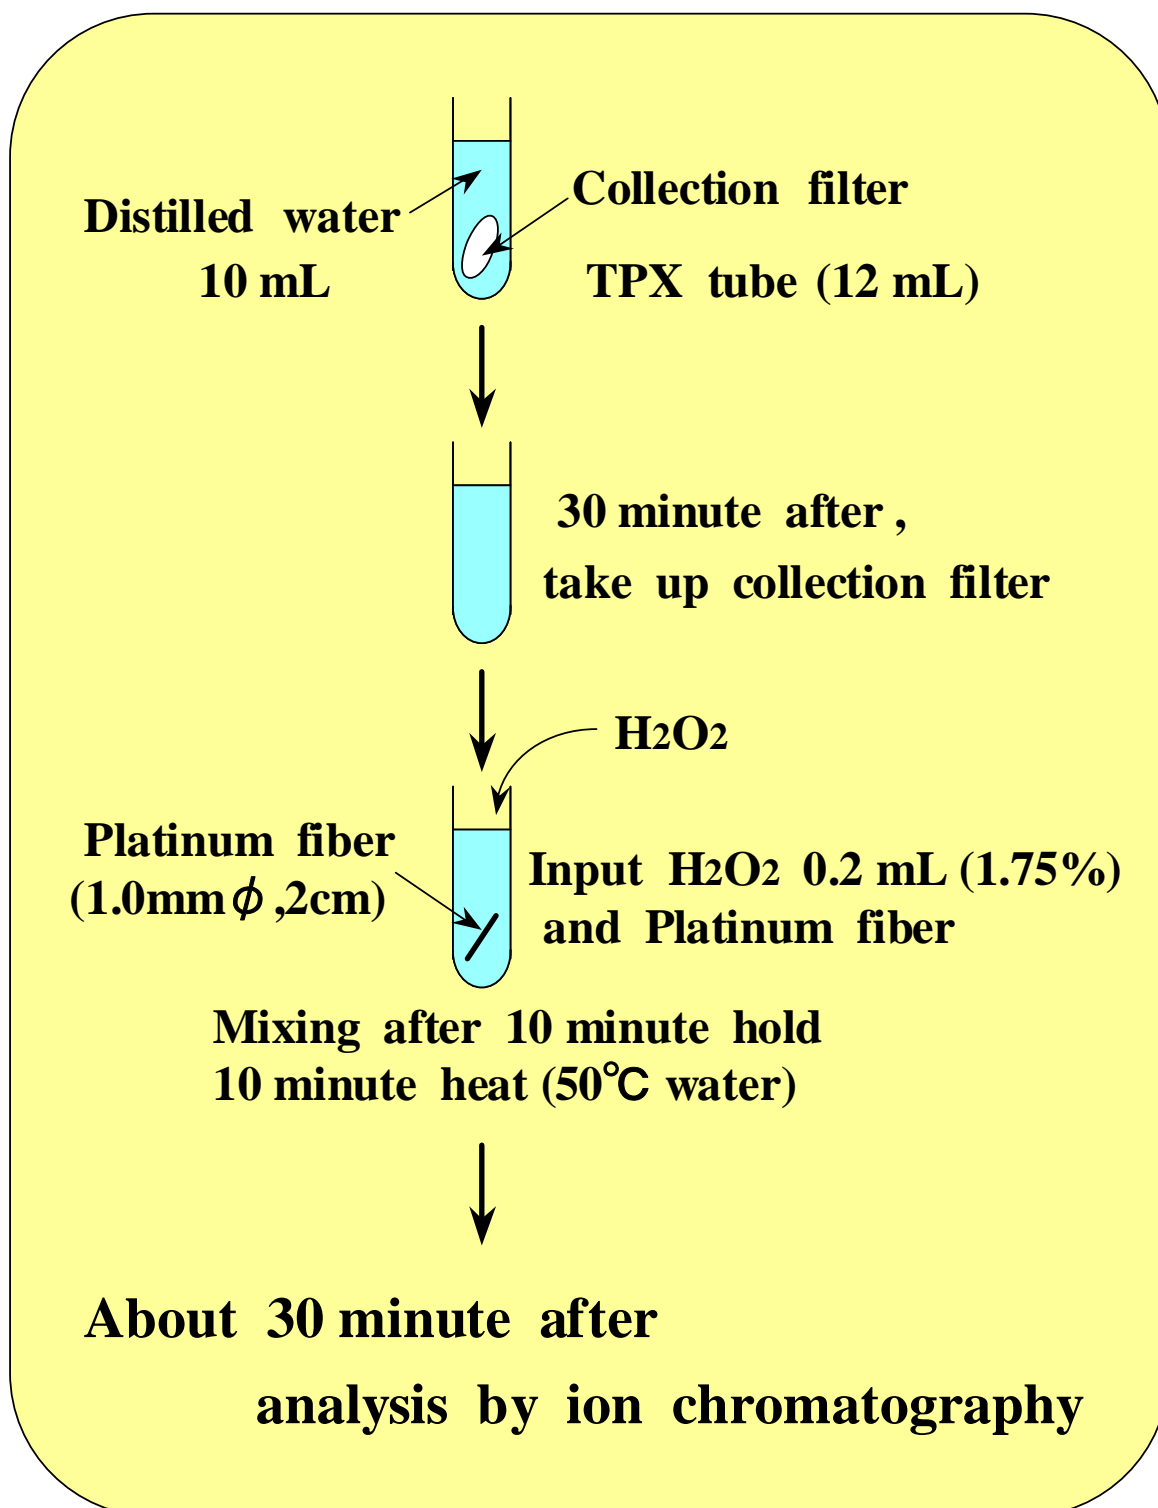 Distilled water
10 mL
Collection filter
TPX tube (12 mL)
30 minute after ,
take up collection filter
H2O2
Platinum fiber
(1.0mmϕ,2cm)
Input H2O2 0.2 mL (1.75%)
and Platinum fiber
Mixing after 10 minute hold
10 minute heat (50℃ water)
About 30 minute after
analysis by ion chromatography